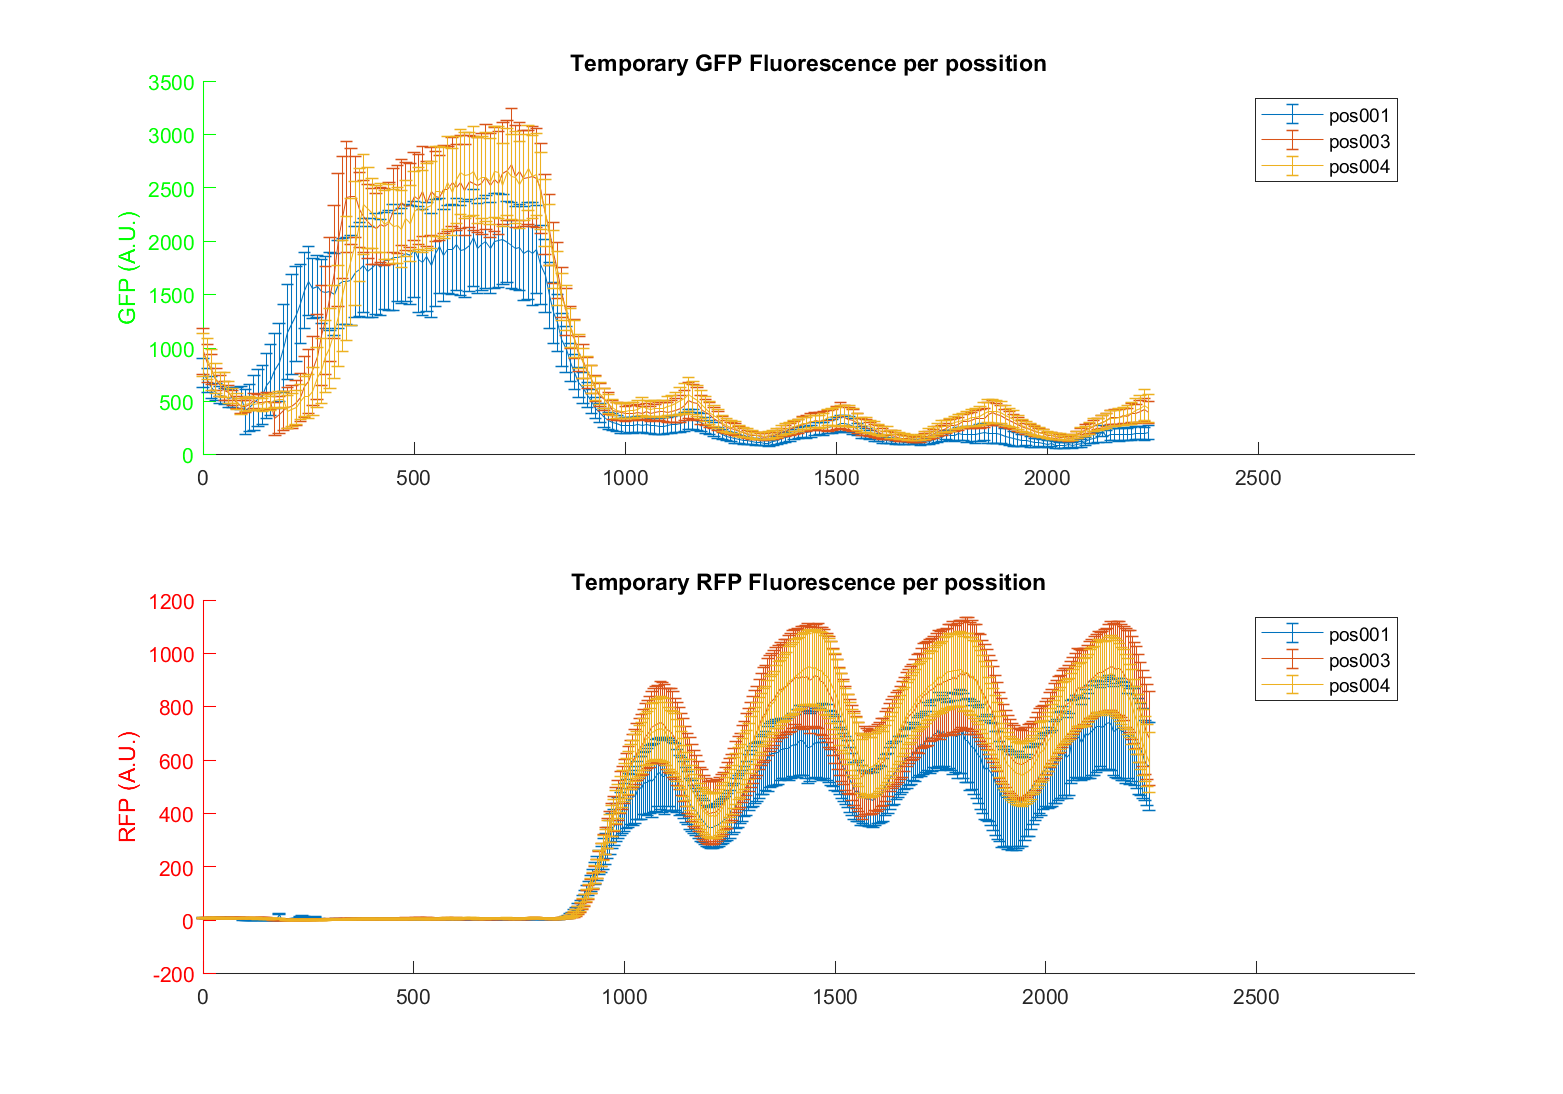 Temporary GFP Fluorescence per possition
3500
3000
2500
2000
1500
1000
500
0
GFP (A.U.)
0 500 1000 1500 2000 2500
pos001
pos003
pos004
Temporary RFP Fluorescence per possition
1200
1000
800
600
400
200
0
-200
RFP (A.U.)
0 500 1000 1500 2000 2500
pos001
pos003
pos004